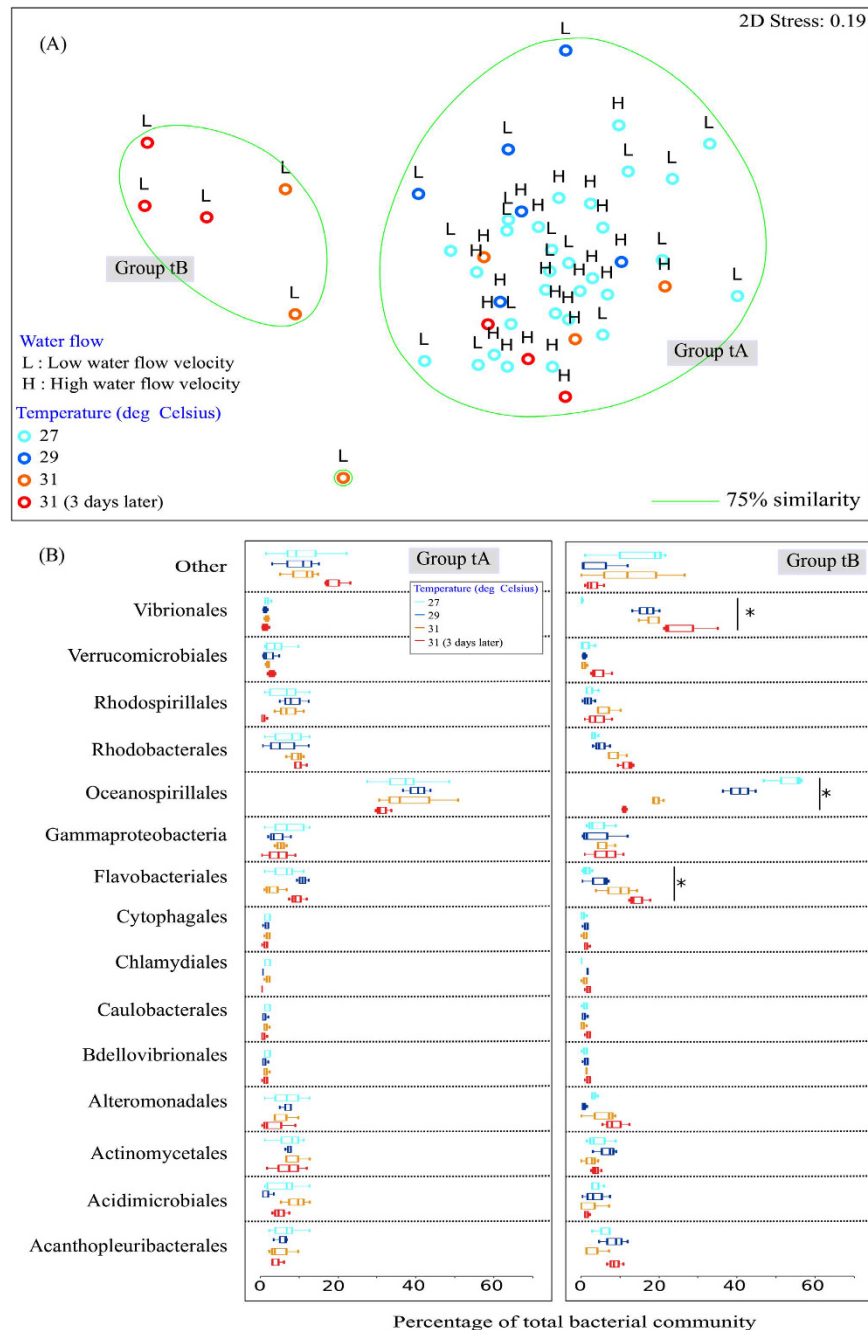 (A)
2D Stress: 0.19
L
L
H
L
L
L
L
L
L
L
L
H
H
H
L
L
H
H
L
L
H
H
L
L
H
H
L
H
H
H
H
H
L
H
H
H
H
L
H
H
L
L
H
H
H
H
L
H
L
Group tB
Group tA
Water flow
L : Low water flow velocity
H : High water flow velocity
Temperature (deg Celsius)
27
29
31
31 (3 days later)
75% similarity
(B)
Group tA
Group tB
Temperature (deg Celsius)
27
29
31
31 (3 days later)
Other
Vibrionales
*
Verrucomicrobiales
Rhodospirillales
Rhodobacterales
Oceanospirillales
*
Gammaproteobacteria
Flavobacteriales
*
Cytophagales
Chlamydiales
Caulobacterales
Bdellovibrionales
Alteromonadales
Actinomycetales
Acidimicrobiales
Acanthopleuribacterales
0 20 40 60
0 20 40 60
Percentage of total bacterial community